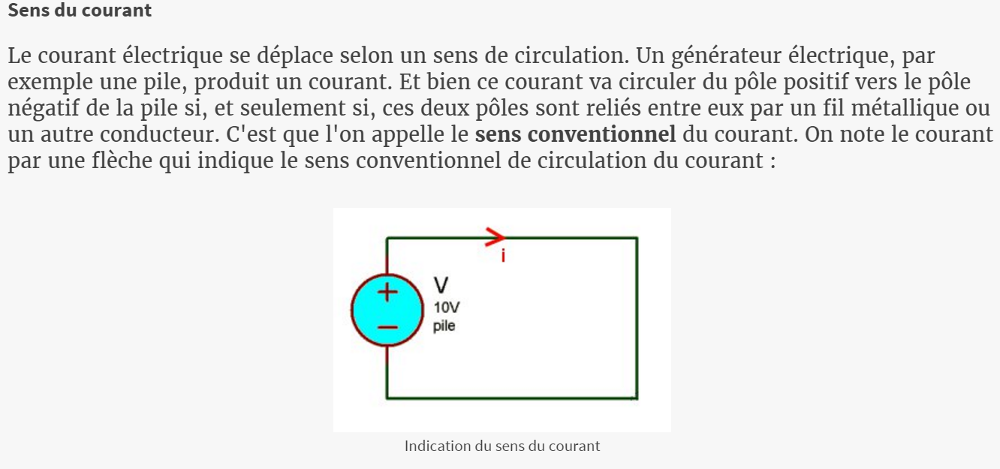 Sens du courant
Le courant électrique se déplace selon un sens de circulation. Un générateur électrique, par
exemple une pile, produit un courant. Et bien ce courant va circuler du pôle positif vers le pôle
négatif de la pile si, et seulement si, ces deux pôles sont reliés entre eux par un fil métallique ou
un autre conducteur. C'est que l'on appelle le sens conventionnel du courant. On note le courant
par une flèche qui indique le sens conventionnel de circulation du courant :
i
+
V
10V
−
pile
Indication du sens du courant